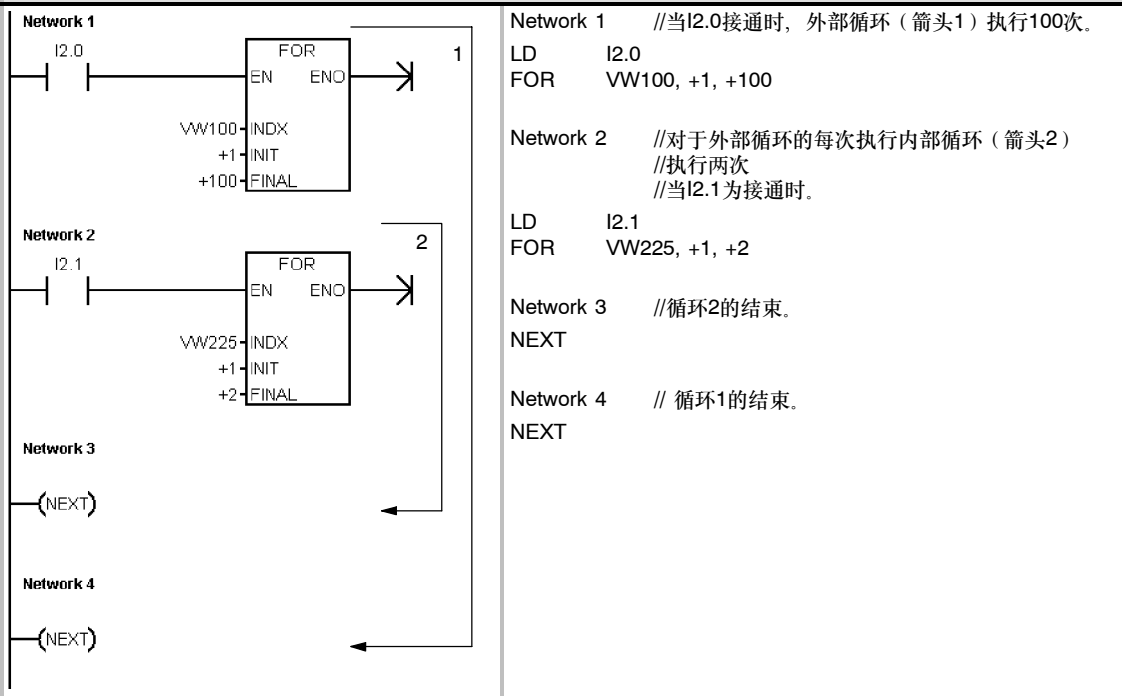 Network 1
I2.0
FOR
1
EN ENO
VW100 INDX
+1 INIT
+100 FINAL
Network 2
I2.1
FOR
2
EN ENO
VW225 INDX
+1 INIT
+2 FINAL
Network 3
(NEXT)
Network 4
(NEXT)
Network 1 //当I2.0接通时，外部循环（箭头1）执行100次。
LD I2.0
FOR VW100, +1, +100
Network 2 //对于外部循环的每次执行内部循环（箭头2）
//执行两次
//当I2.1为接通时。
LD I2.1
FOR VW225, +1, +2
Network 3 //循环2的结束。
NEXT
Network 4 // 循环1的结束。
NEXT